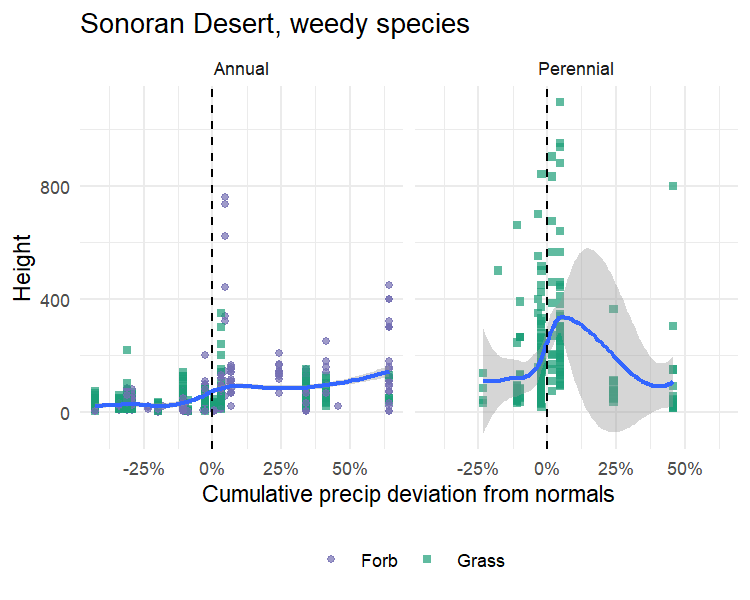 Sonoran Desert, weedy species
Annual Perennial
Height
800
400
0
-25% 0% 25% 50% -25% 0% 25% 50%
Cumulative precip deviation from normals
Forb Grass